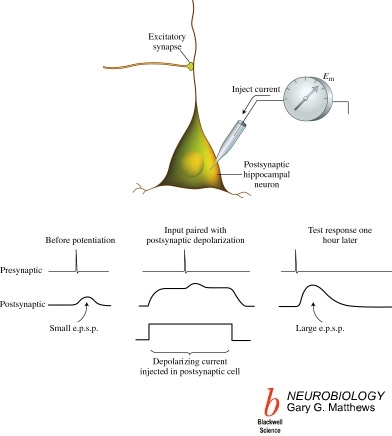 Excitatory
synapse
Inject current
Em
Postsynaptic
hippocampal
neuron
Before potentiation
Input paired with
postsynaptic depolarization
Test response one
hour later
Presynaptic
Postsynaptic
Small e.p.s.p.
Large e.p.s.p.
Depolarizing current
injected in postsynaptic cell
b
Blackwell
Science
NEUROBIOLOGY
Gary G. Matthews